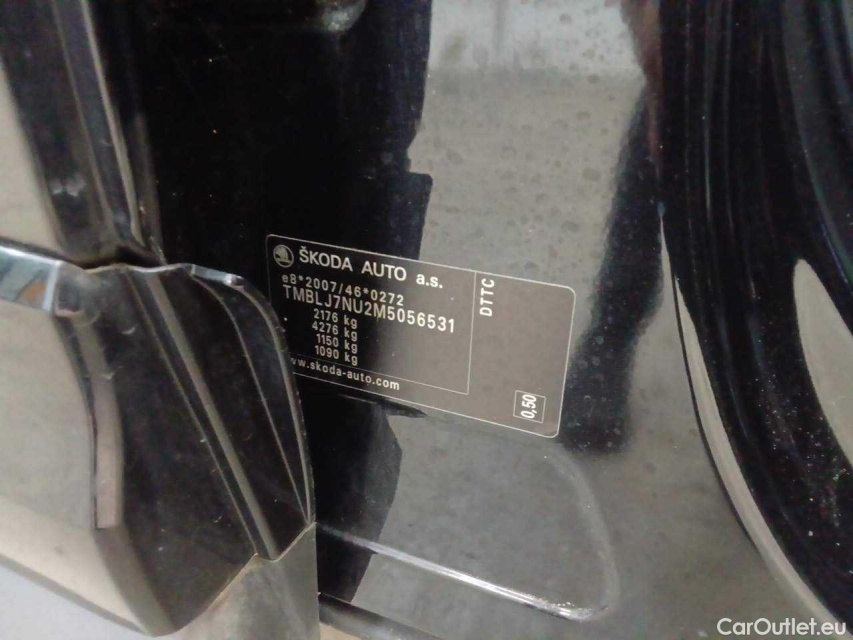 ŠKODA AUTO a.s.
e8*2007/46*0272
TMBLJ7NU2M5056531
2176 kg
4276 kg
1150 kg
1090 kg
www.skoda-auto.com
DTTC
0,50
CarOutlet.eu